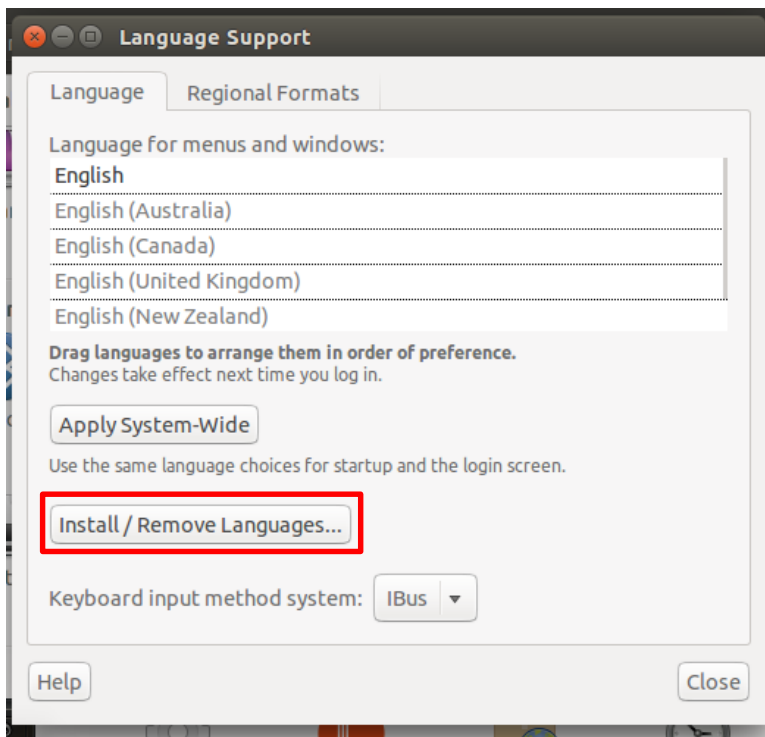 Language Support
Language
Regional Formats
Language for menus and windows:
English
English (Australia)
English (Canada)
English (United Kingdom)
English (New Zealand)
Drag languages to arrange them in order of preference.
Changes take effect next time you log in.
Apply System-Wide
Use the same language choices for startup and the login screen.
Install / Remove Languages...
Keyboard input method system: IBus
Help
Close